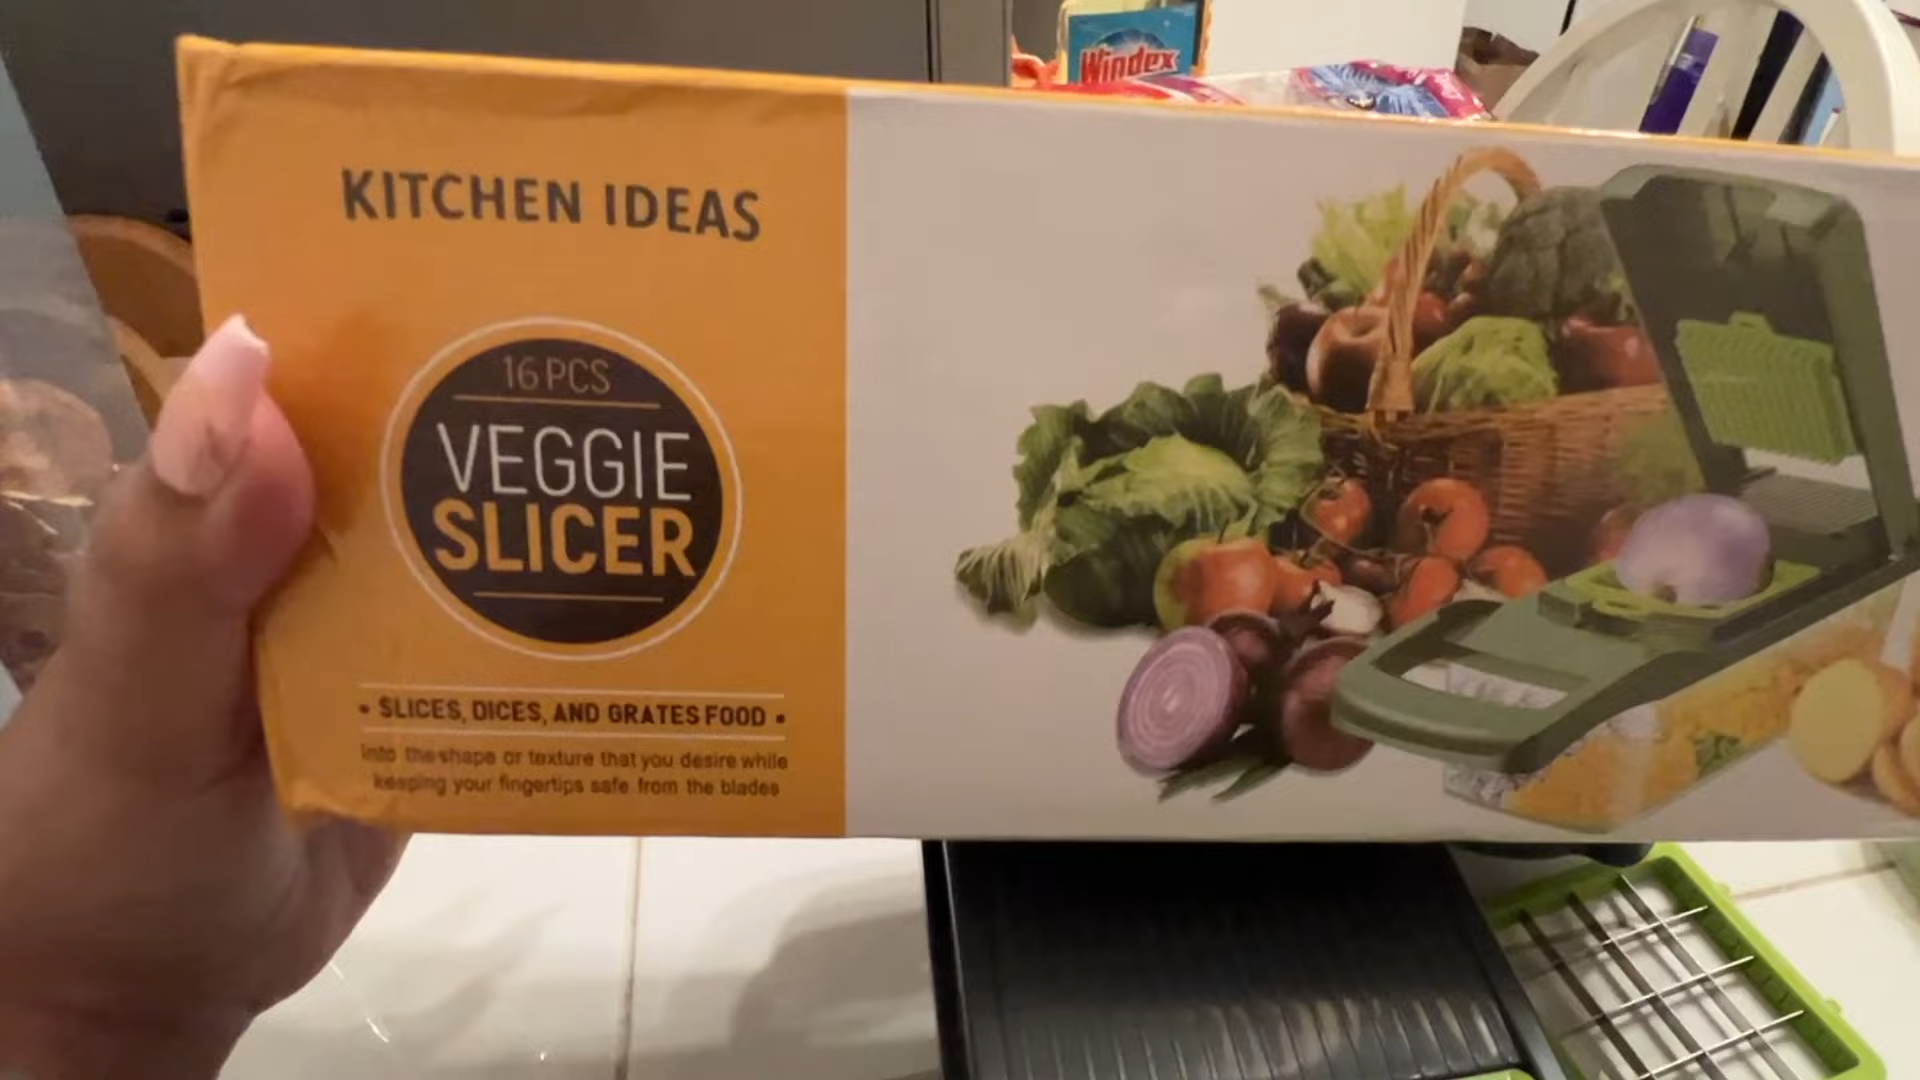 Windex
KITCHEN IDEAS
16 PCS
VEGGIE
SLICER
• SLICES, DICES, AND GRATES FOOD •
into the shape or texture that you desire while
keeping your fingertips safe from the blades